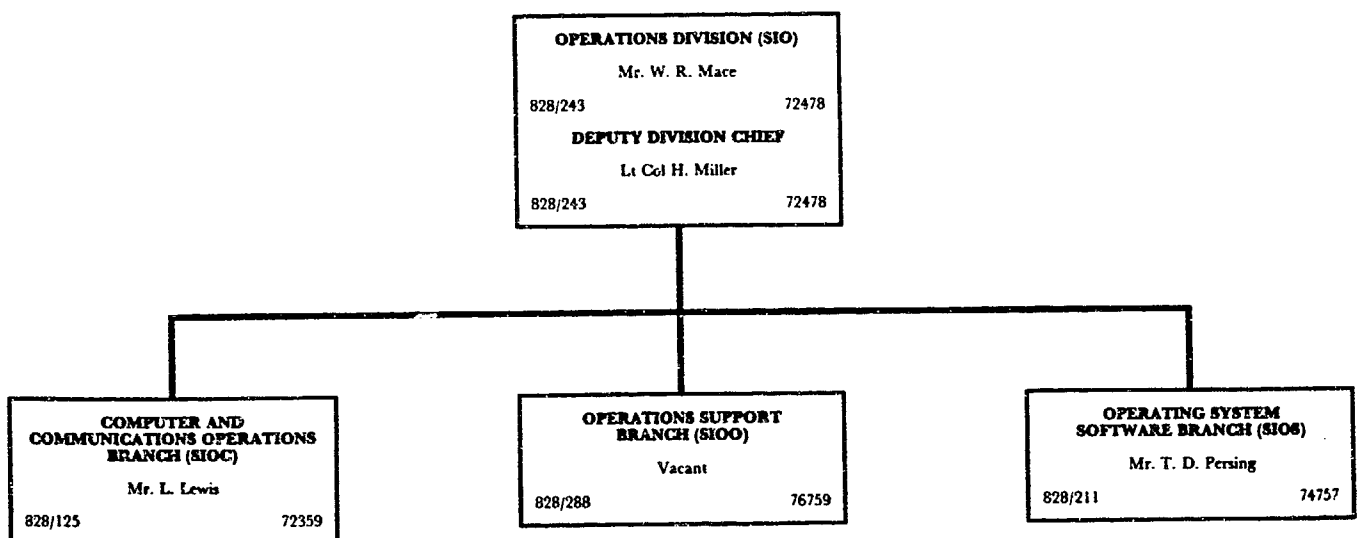 OPERATIONS DIVISION (SIO)
Mr. W. R. Mace
828/243 72478
DEPUTY DIVISION CHIEF
Lt Col H. Miller
828/243 72478
COMPUTER AND
COMMUNICATIONS OPERATIONS
BRANCH (SIOC)
Mr. L. Lewis
828/125 72359
OPERATIONS SUPPORT
BRANCH (SIOO)
Vacant
828/288 76759
OPERATING SYSTEM
SOFTWARE BRANCH (SIOS)
Mr. T. D. Persing
828/211 74757